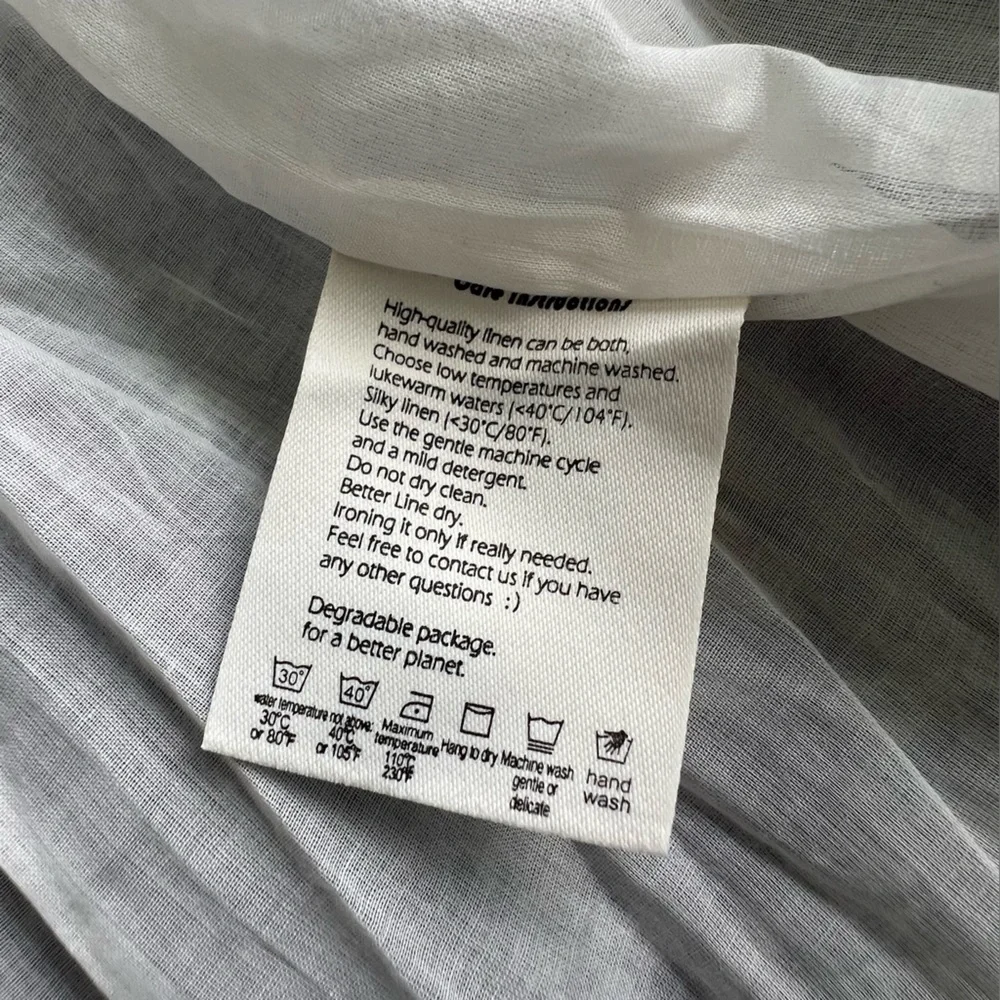 Care Instructions
High-quality linen can be both,
hand washed and machine washed.
Choose low temperatures and
lukewarm waters (<40°C/104°F).
Silky linen (<30°C/80°F).
Use the gentle machine cycle
and a mild detergent.
Do not dry clean.
Better Line dry.
Ironing it only if really needed.
Feel free to contact us if you have
any other questions :)
Degradable package.
for a better planet.
30°
40°
water temperature not above:
30°C
or 80°F
40°C
or 105°F
Maximum
temperature
110°C
230°F
Hang to dry
Machine wash
gentle or
delicate
hand
wash